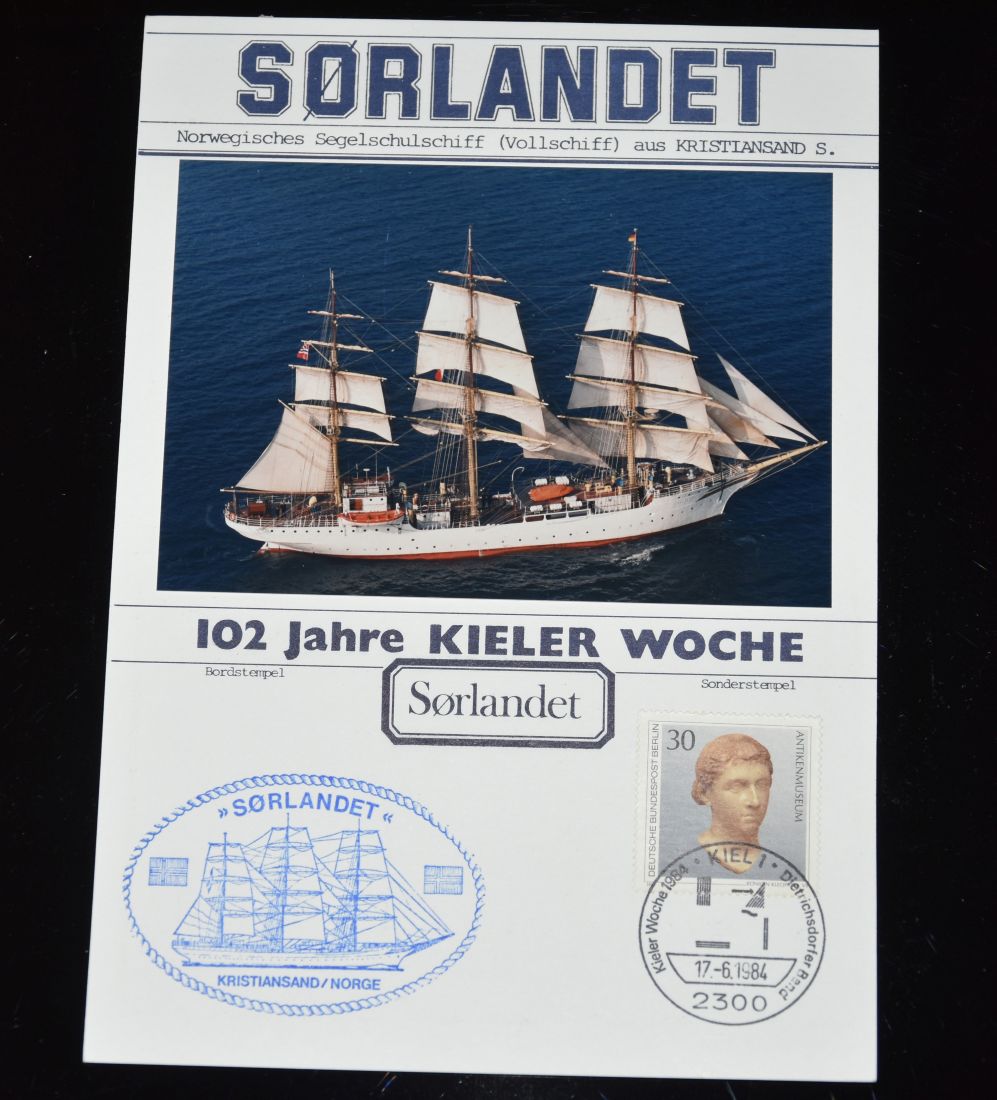 SØRLANDET
Norwegisches Segelschulschiff (Vollschiff) aus KRISTIANSAND S.
102 Jahre KIELER WOCHE
Bordstempel
Sonderstempel
Sørlandet
30
DEUTSCHE BUNDESPOST BERLIN
ANTIKENMUSEUM
»SØRLANDET«
KRISTIANSAND/NORGE
KIEL 1
Kieler Woche 1984
Dietrichsdorfer Band
17.-6.1984
2300